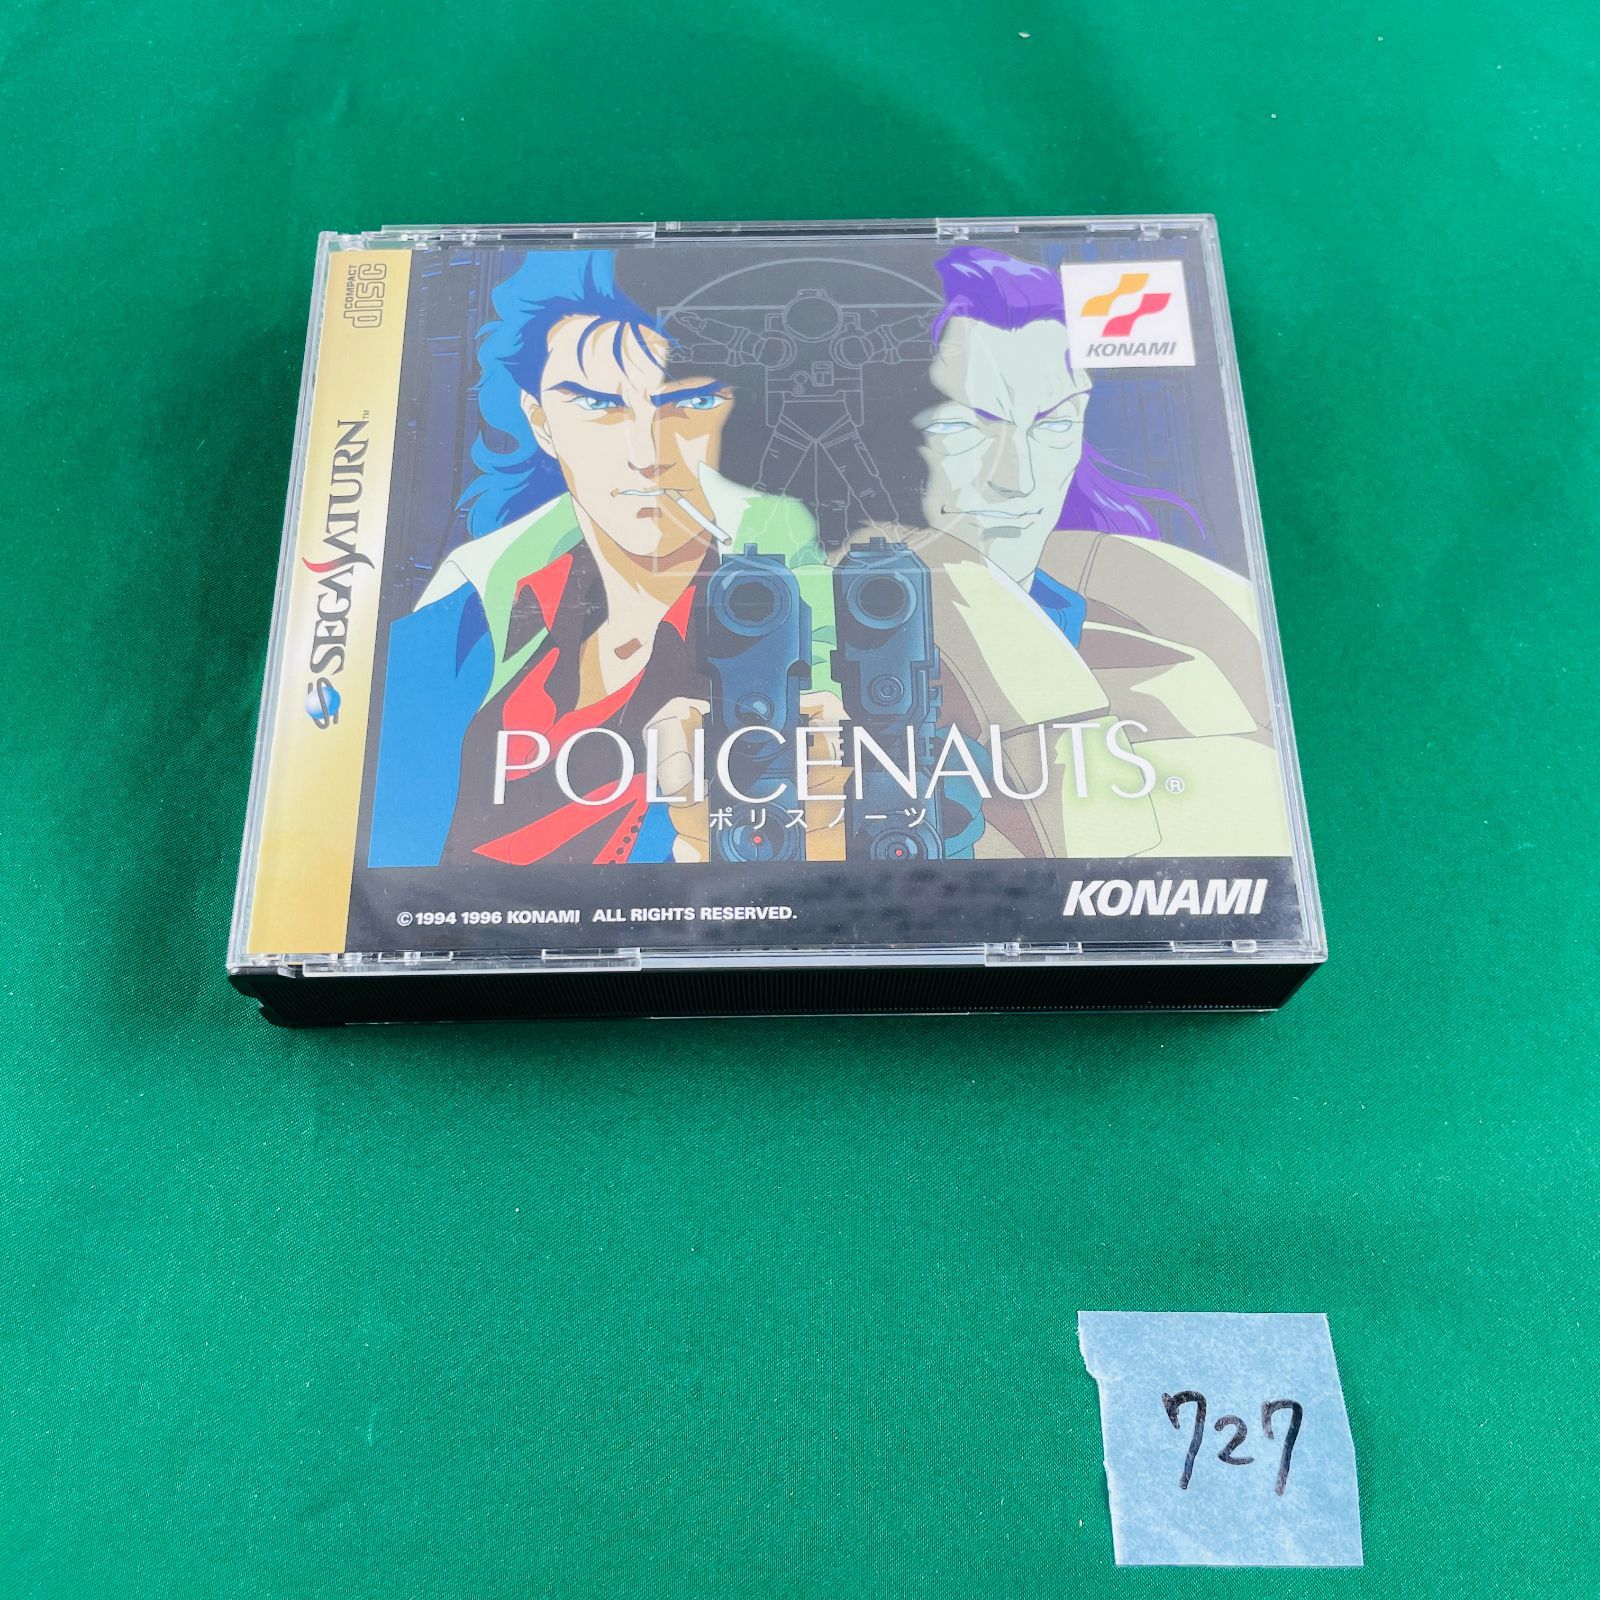 COMPACT
disc
SEGA SATURN™
KONAMI
POLICENAUTS®
ポリスノーツ
© 1994 1996 KONAMI ALL RIGHTS RESERVED.
KONAMI
727